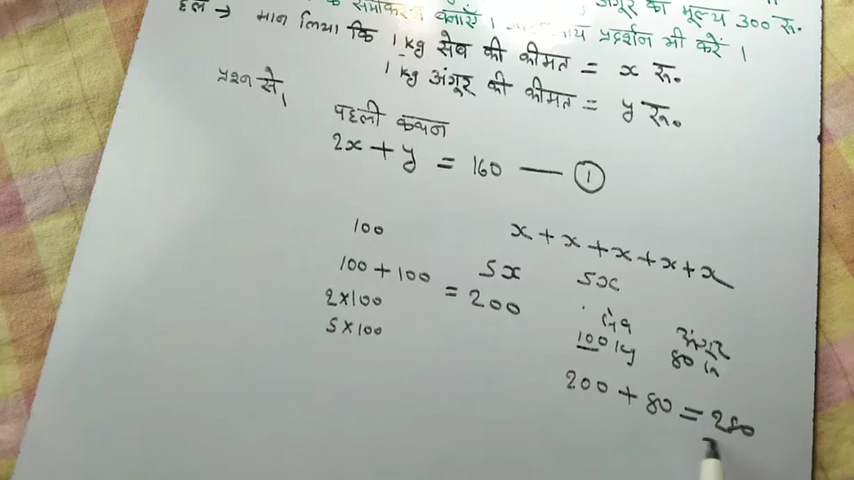 के समीकरण बनाएँ । अंगूर का मूल्य 300 रु.
प्रदर्शन भी करें ।
हल → मान लिया कि 1 kg सेब की कीमत = x रु.
1 kg अंगूर की कीमत = y रु.
प्रश्न से,
पहली कथन
2x + y = 160 — ①
100
x + x + x + x + x
100 + 100 = 200
5x
5x
2×100
5×100
सेव अंगूर
100 80
200 + 80 = 280